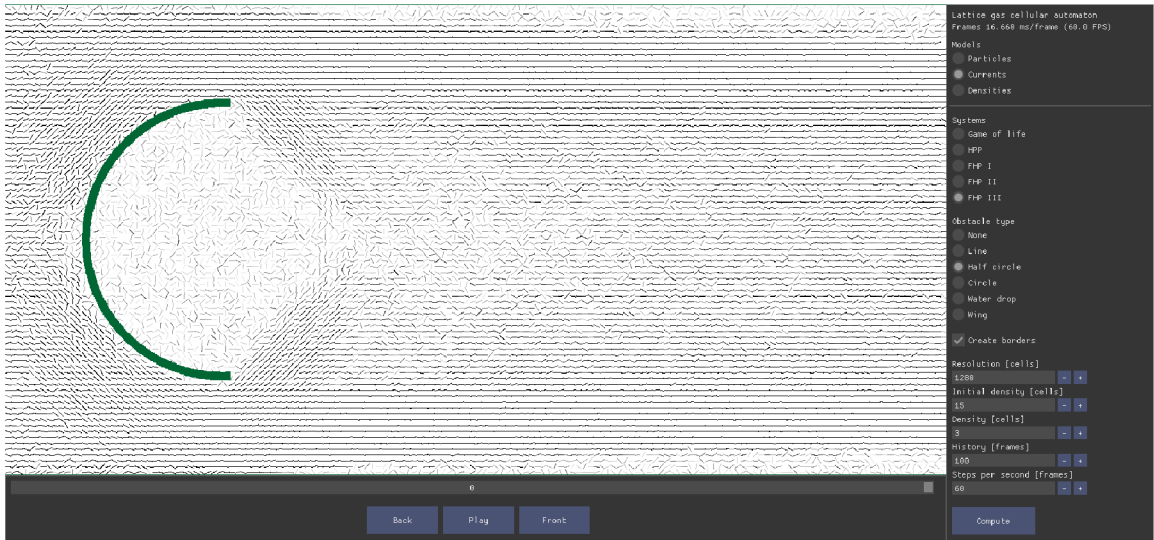 Lattice gas cellular automaton
Frames 16.660 ms/frame (60.0 FPS)
Models
Particles
Currents
Densities
Systems
Game of life
HPP
FHP I
FHP II
FHP III
Obstacle type
None
Line
Half circle
Circle
Water drop
Wing
Create borders
Resolution [cells]
1280 - +
Initial density [cells]
15 - +
Density [cells]
3 - +
History [frames]
100 - +
Steps per second [frames]
60 - +
Compute
0
Back Play Front